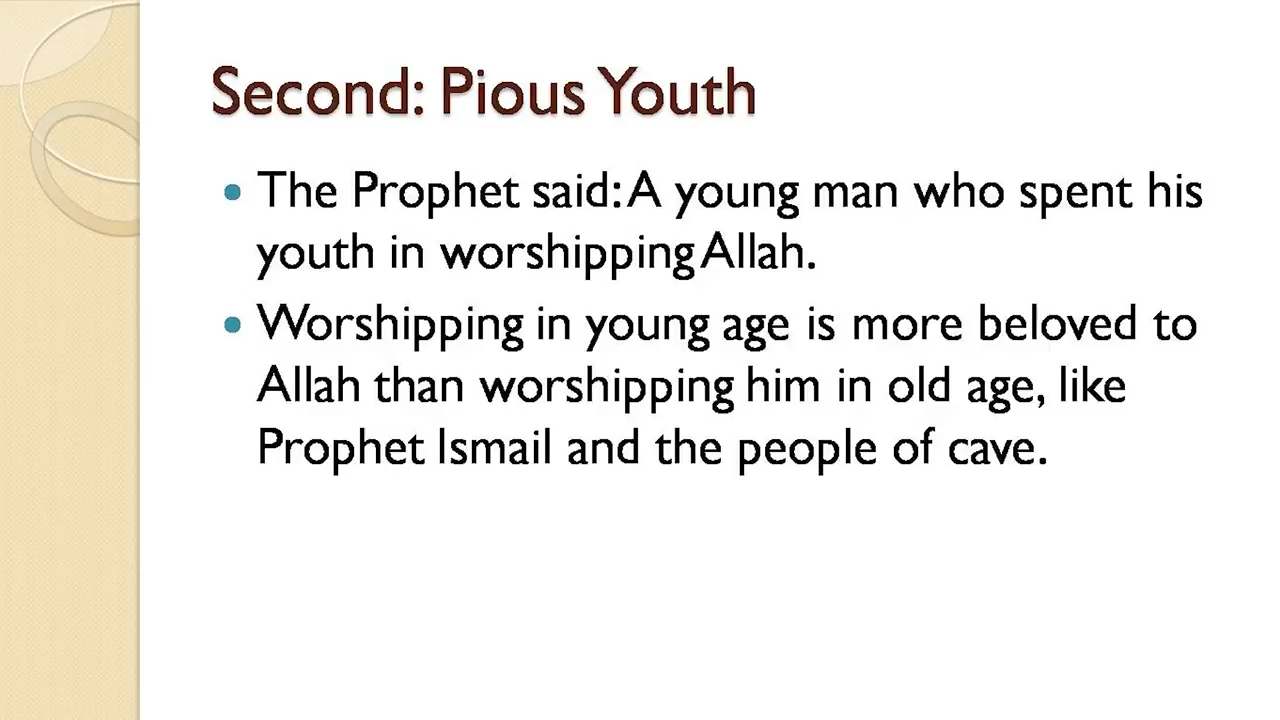 Second: Pious Youth
• The Prophet said: A young man who spent his
youth in worshipping Allah.
• Worshipping in young age is more beloved to
Allah than worshipping him in old age, like
Prophet Ismail and the people of cave.